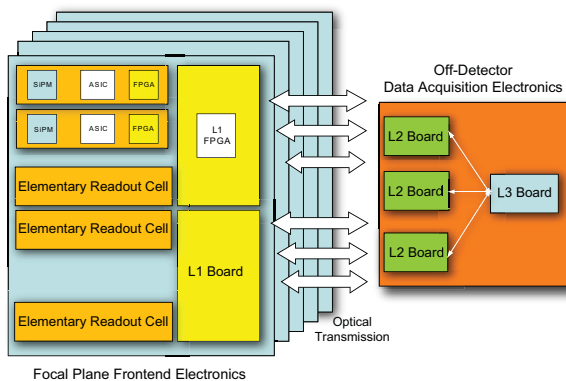 Off-Detector
Data Acquisition Electronics
SiPM
ASIC
FPGA
SiPM
ASIC
FPGA
L1
FPGA
Elementary Readout Cell
Elementary Readout Cell
L1 Board
Elementary Readout Cell
L2 Board
L2 Board
L3 Board
L2 Board
Optical
Transmission
Focal Plane Frontend Electronics